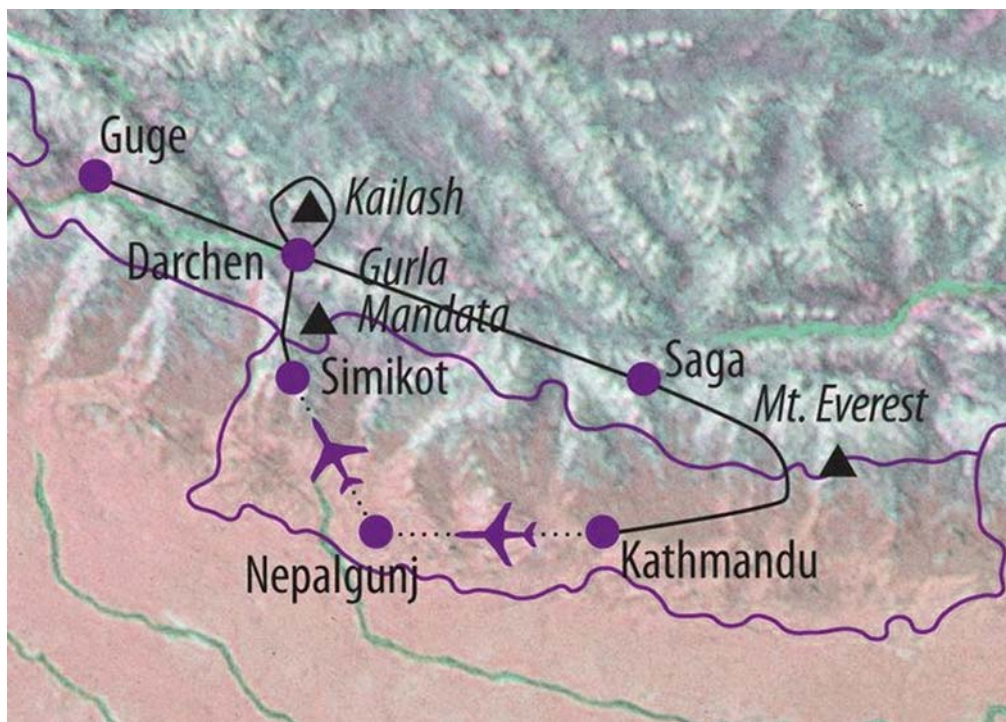 Guge
Kailash
Darchen
Gurla
Mandata
Simikot
Saga
Mt. Everest
Nepalgunj
Kathmandu